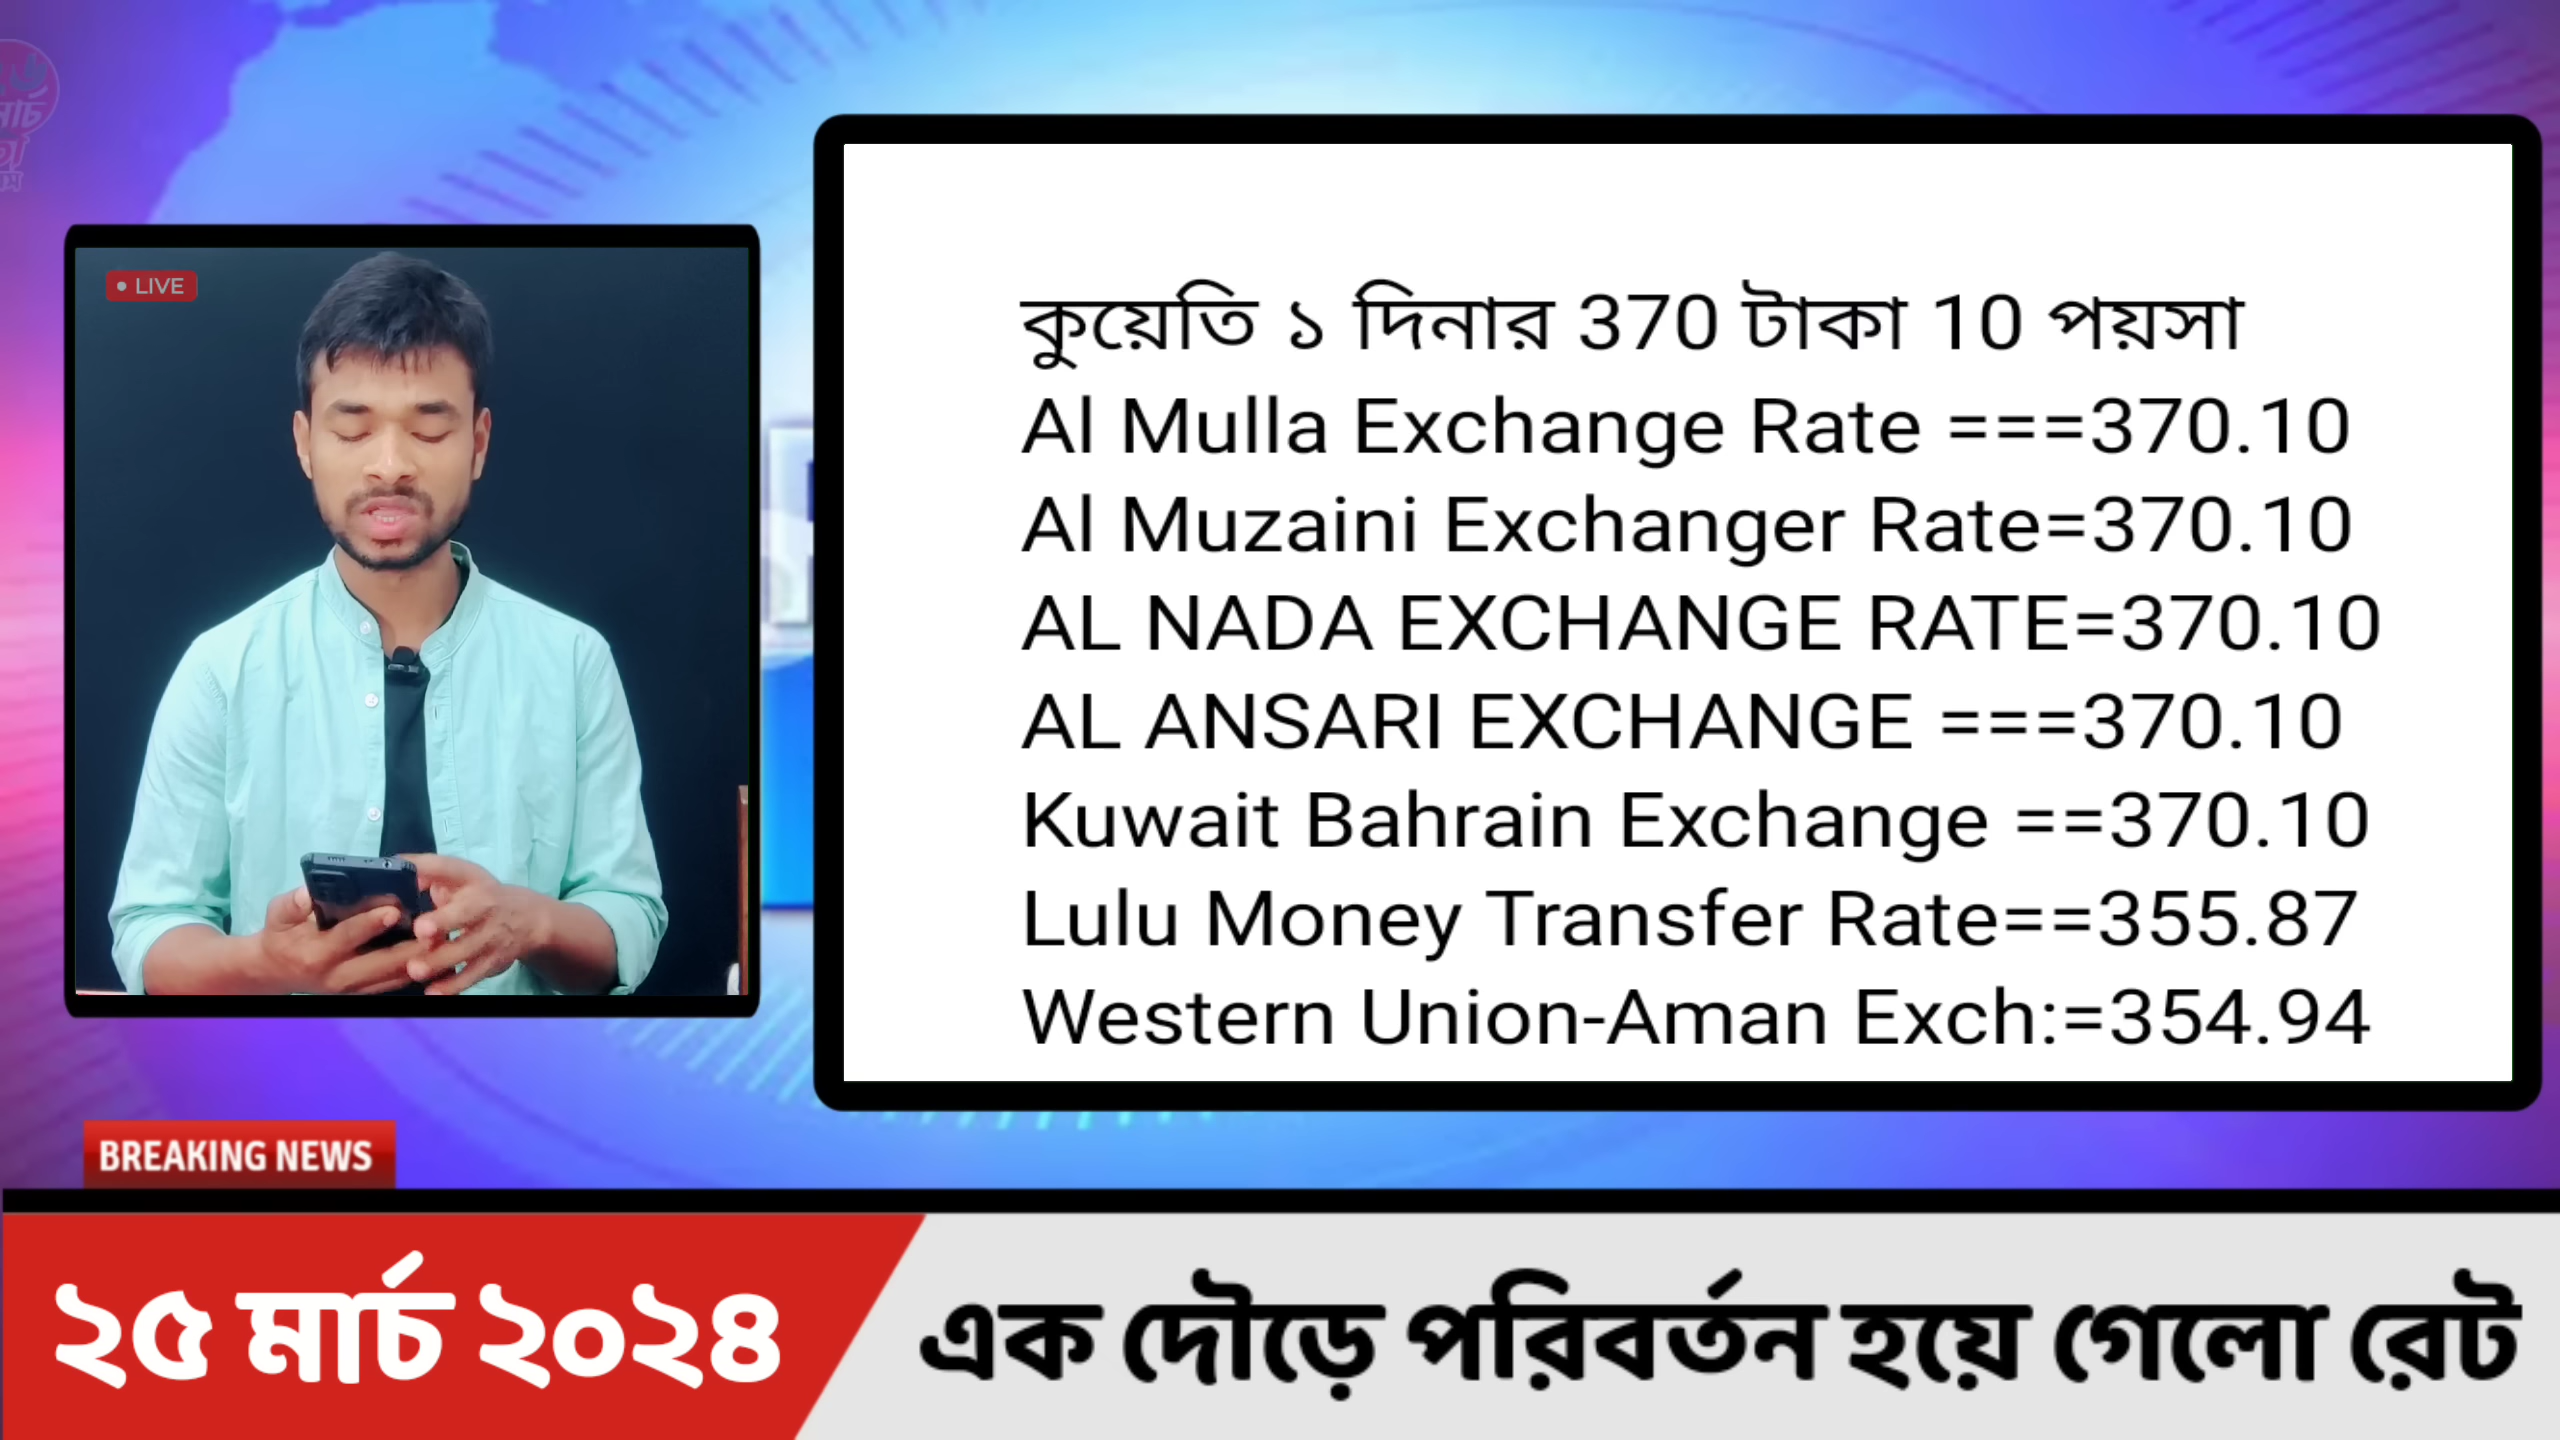 LIVE
কুয়েতি ১ দিনার 370 টাকা 10 পয়সা
Al Mulla Exchange Rate ===370.10
Al Muzaini Exchanger Rate=370.10
AL NADA EXCHANGE RATE=370.10
AL ANSARI EXCHANGE ===370.10
Kuwait Bahrain Exchange ==370.10
Lulu Money Transfer Rate==355.87
Western Union-Aman Exch:=354.94
BREAKING NEWS
২৫ মার্চ ২০২৪
এক দৌড়ে পরিবর্তন হয়ে গেলো রেট